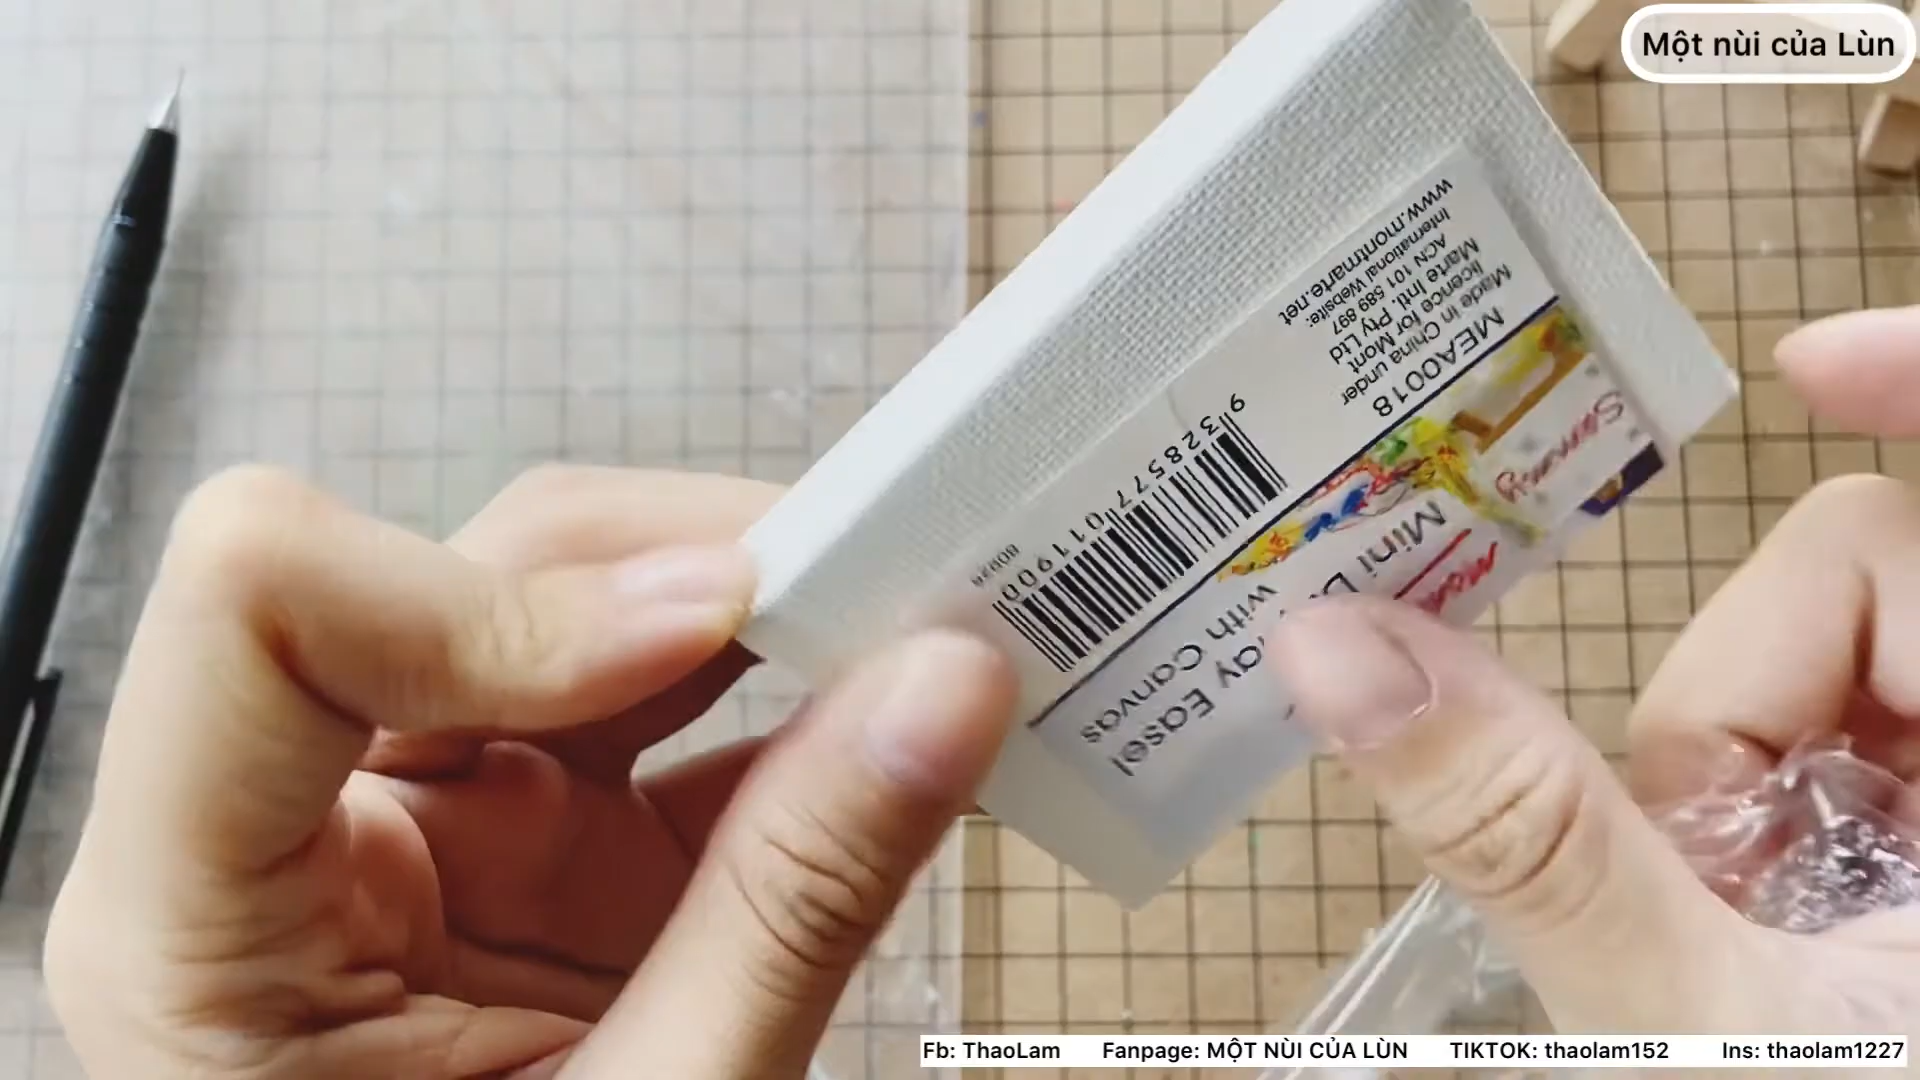 Một nùi của Lùn
www.montmarte.net
International Website:
ACN 101 589 897
Marte Intl. Pty Ltd
licence for Mont
Made in China under
MEA0018
9 328577 011900
Mini
Easel
with Canvas
Fb: ThaoLam Fanpage: MỘT NÙI CỦA LÙN TIKTOK: thaolam152 Ins: thaolam1227